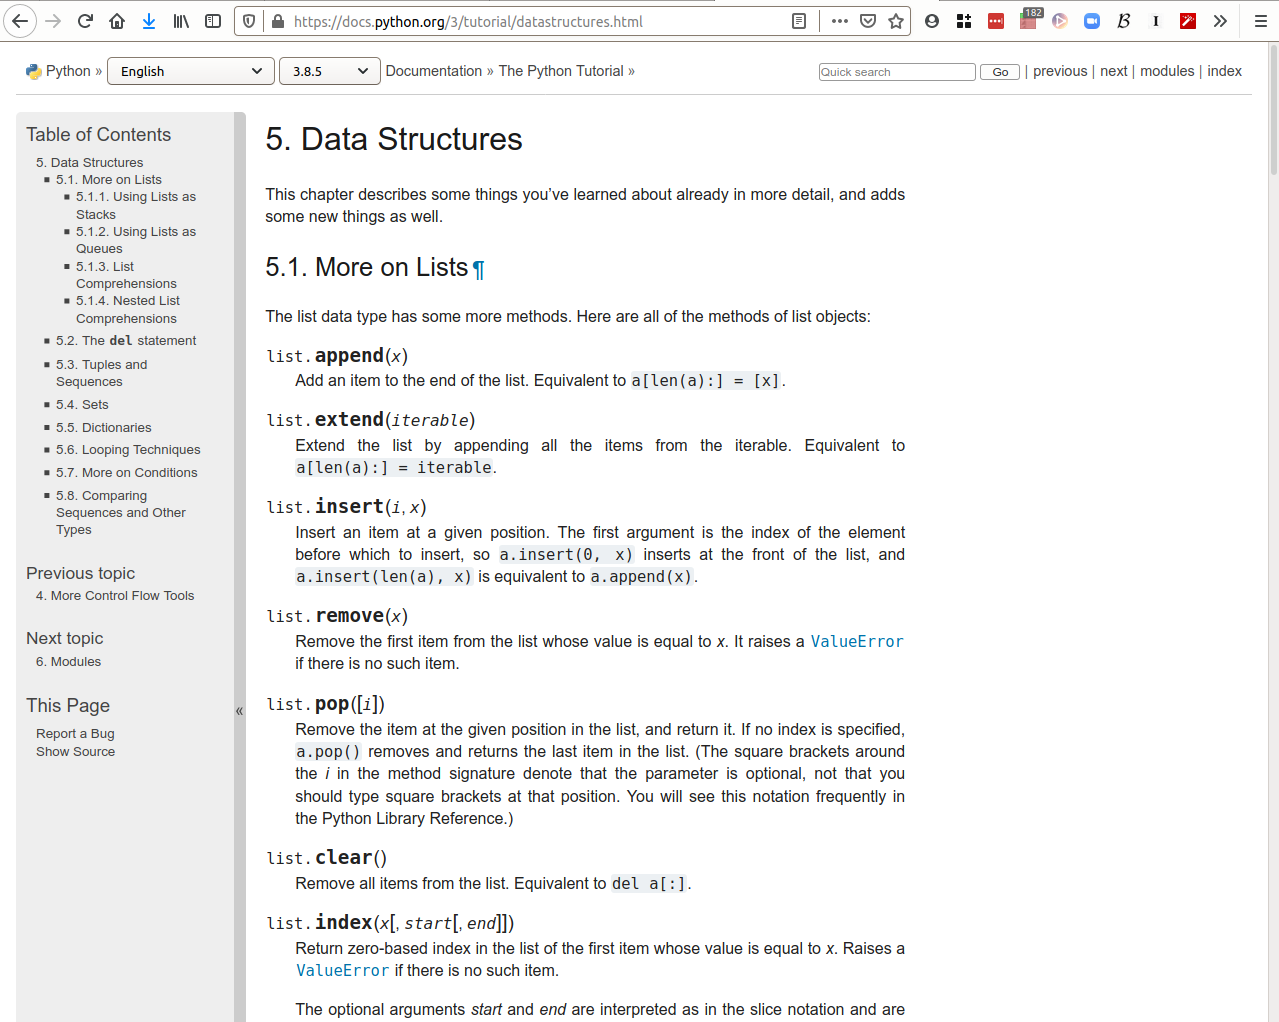 https://docs.python.org/3/tutorial/datastructures.html
182
Python » English 3.8.5 Documentation » The Python Tutorial »
Quick search Go | previous | next | modules | index
Table of Contents
5. Data Structures
5.1. More on Lists
5.1.1. Using Lists as
Stacks
5.1.2. Using Lists as
Queues
5.1.3. List
Comprehensions
5.1.4. Nested List
Comprehensions
5.2. The del statement
5.3. Tuples and
Sequences
5.4. Sets
5.5. Dictionaries
5.6. Looping Techniques
5.7. More on Conditions
5.8. Comparing
Sequences and Other
Types
Previous topic
4. More Control Flow Tools
Next topic
6. Modules
This Page
Report a Bug
Show Source
«
5. Data Structures
This chapter describes some things you’ve learned about already in more detail, and adds
some new things as well.
5.1. More on Lists¶
The list data type has some more methods. Here are all of the methods of list objects:
list.append(x)
Add an item to the end of the list. Equivalent to a[len(a):] = [x].
list.extend(iterable)
Extend the list by appending all the items from the iterable. Equivalent to
a[len(a):] = iterable.
list.insert(i, x)
Insert an item at a given position. The first argument is the index of the element
before which to insert, so a.insert(0, x) inserts at the front of the list, and
a.insert(len(a), x) is equivalent to a.append(x).
list.remove(x)
Remove the first item from the list whose value is equal to x. It raises a ValueError
if there is no such item.
list.pop([i])
Remove the item at the given position in the list, and return it. If no index is specified,
a.pop() removes and returns the last item in the list. (The square brackets around
the i in the method signature denote that the parameter is optional, not that you
should type square brackets at that position. You will see this notation frequently in
the Python Library Reference.)
list.clear()
Remove all items from the list. Equivalent to del a[:].
list.index(x[, start[, end]])
Return zero-based index in the list of the first item whose value is equal to x. Raises a
ValueError if there is no such item.
The optional arguments start and end are interpreted as in the slice notation and are